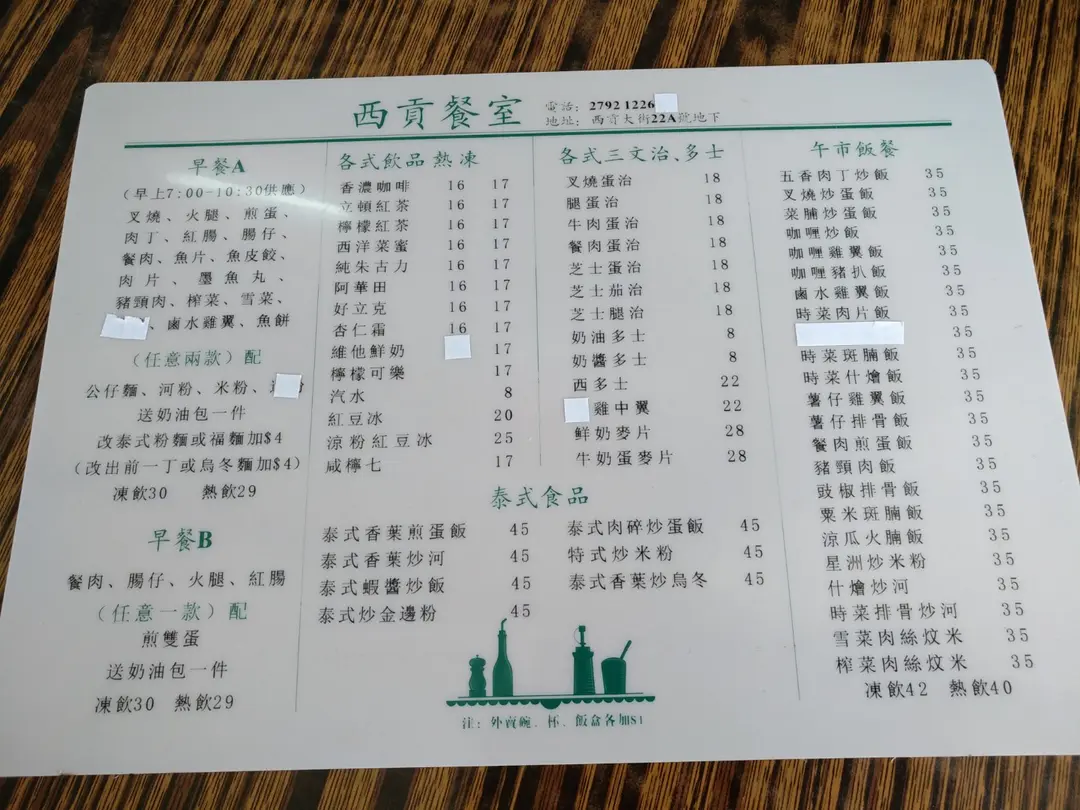 西貢餐室
電話：2792 1226
地址：西貢大街22A號地下
早餐A
（早上7:00-10:30供應）
叉燒、火腿、煎蛋、
肉丁、紅腸、腸仔、
餐肉、魚片、魚皮餃、
肉片、墨魚丸、
豬頸肉、榨菜、雪菜、
、鹵水雞翼、魚餅
（任意兩款）配
公仔麵、河粉、米粉、
送奶油包一件
改泰式粉麵或福麵加$4
（改出前一丁或烏冬麵加$4）
凍飲30 熱飲29
早餐B
餐肉、腸仔、火腿、紅腸
（任意一款）配
煎雙蛋
送奶油包一件
凍飲30 熱飲29
各式飲品 熱 凍
香濃咖啡 16 17
立頓紅茶 16 17
檸檬紅茶 16 17
西洋菜蜜 16 17
純朱古力 16 17
阿華田 16 17
好立克 16 17
杏仁霜 16 17
維他鮮奶 17
檸檬可樂 17
汽水 8
紅豆冰 20
涼粉紅豆冰 25
咸檸七 17
各式三文治、多士
叉燒蛋治 18
腿蛋治 18
牛肉蛋治 18
餐肉蛋治 18
芝士蛋治 18
芝士茄治 18
芝士腿治 18
奶油多士 8
奶醬多士 8
西多士 22
雞中翼 22
鮮奶麥片 28
牛奶蛋麥片 28
泰式食品
泰式香葉煎蛋飯 45
泰式香葉炒河 45
泰式蝦醬炒飯 45
泰式炒金邊粉 45
泰式肉碎炒蛋飯 45
特式炒米粉 45
泰式香葉炒烏冬 45
注：外賣碗、杯、飯盒各加$1
午市飯餐
五香肉丁炒飯 35
叉燒炒蛋飯 35
菜脯炒蛋飯 35
咖喱炒飯 35
咖喱雞翼飯 35
咖喱豬扒飯 35
鹵水雞翼飯 35
時菜肉片飯 35
35
時菜斑腩飯 35
時菜什燴飯 35
薯仔雞翼飯 35
薯仔排骨飯 35
餐肉煎蛋飯 35
豬頸肉飯 35
豉椒排骨飯 35
粟米斑腩飯 35
涼瓜火腩飯 35
星洲炒米粉 35
什燴炒河 35
時菜排骨炒河 35
雪菜肉絲炆米 35
榨菜肉絲炆米 35
凍飲42 熱飲40